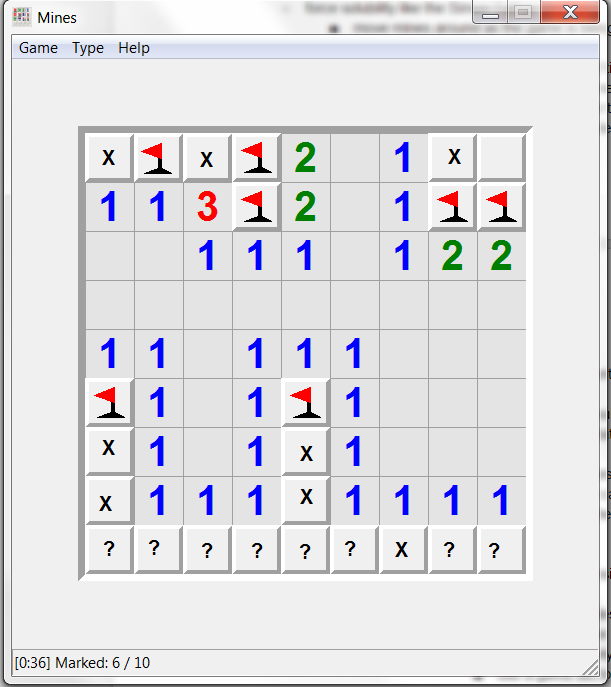 Mines
Game Type Help
X X 2 1 X
1 1 3 2 1
1 1 1 1 2 2
1 1 1 1 1
1 1 1
X 1 1 X 1
X 1 1 1 X 1 1 1 1
? ? ? ? ? ? X ? ?
[0:36] Marked: 6 / 10